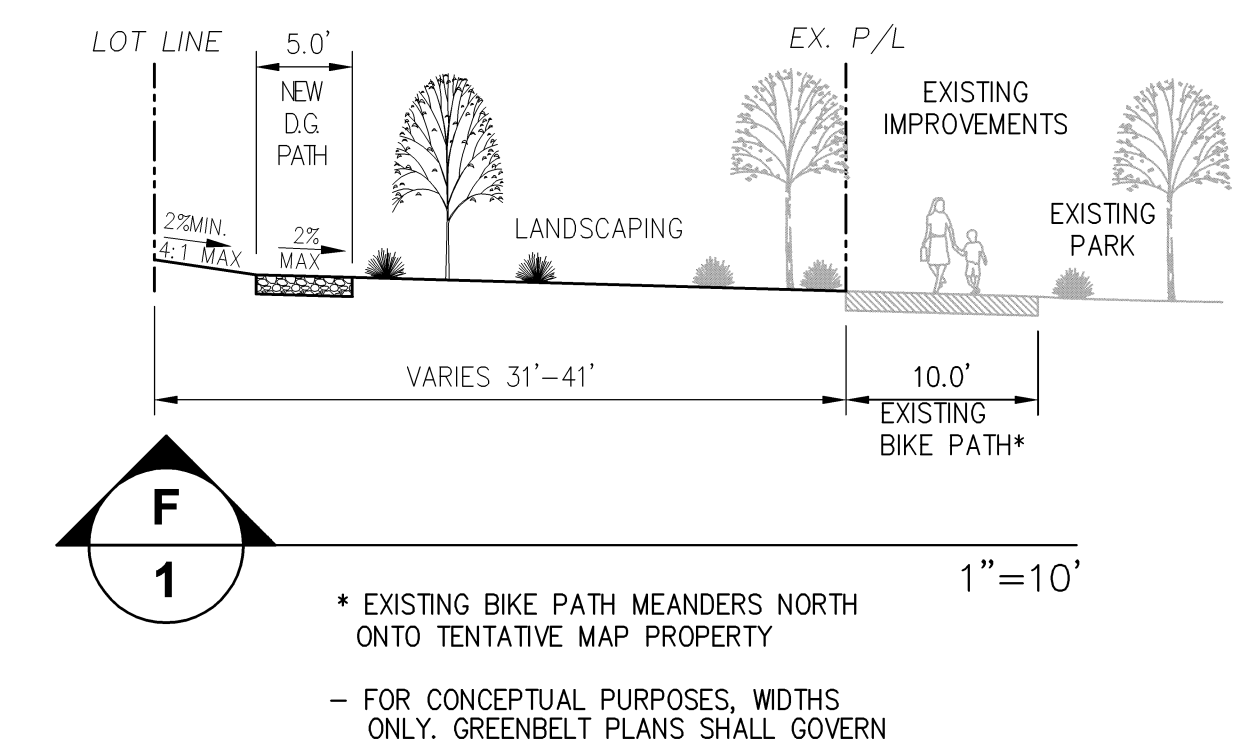 LOT LINE
5.0'
EX. P/L
NEW
D.G.
PATH
EXISTING
IMPROVEMENTS
2%MIN.
4:1 MAX
2%
MAX
LANDSCAPING
EXISTING
PARK
VARIES 31'-41'
10.0'
EXISTING
BIKE PATH*
F
1
1"=10'
* EXISTING BIKE PATH MEANDERS NORTH
ONTO TENTATIVE MAP PROPERTY
- FOR CONCEPTUAL PURPOSES, WIDTHS
ONLY. GREENBELT PLANS SHALL GOVERN